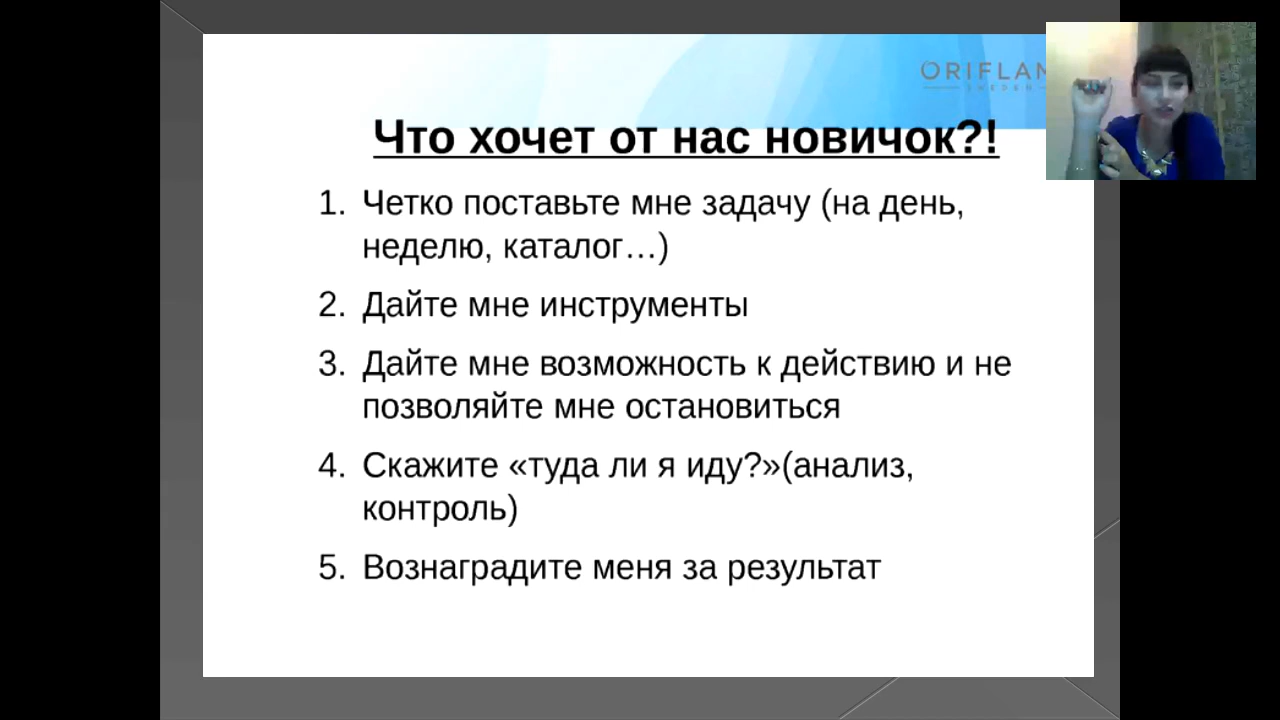 ORIFLAM
SWEDEN
Что хочет от нас новичок?!
1. Четко поставьте мне задачу (на день,
неделю, каталог…)
2. Дайте мне инструменты
3. Дайте мне возможность к действию и не
позволяйте мне остановиться
4. Скажите «туда ли я иду?»(анализ,
контроль)
5. Вознаградите меня за результат